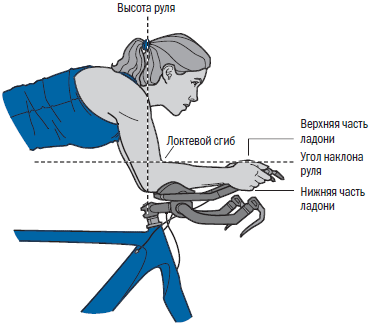 Высота руля
Локтевой сгиб
Верхняя часть
ладони
Угол наклона
руля
Нижняя часть
ладони